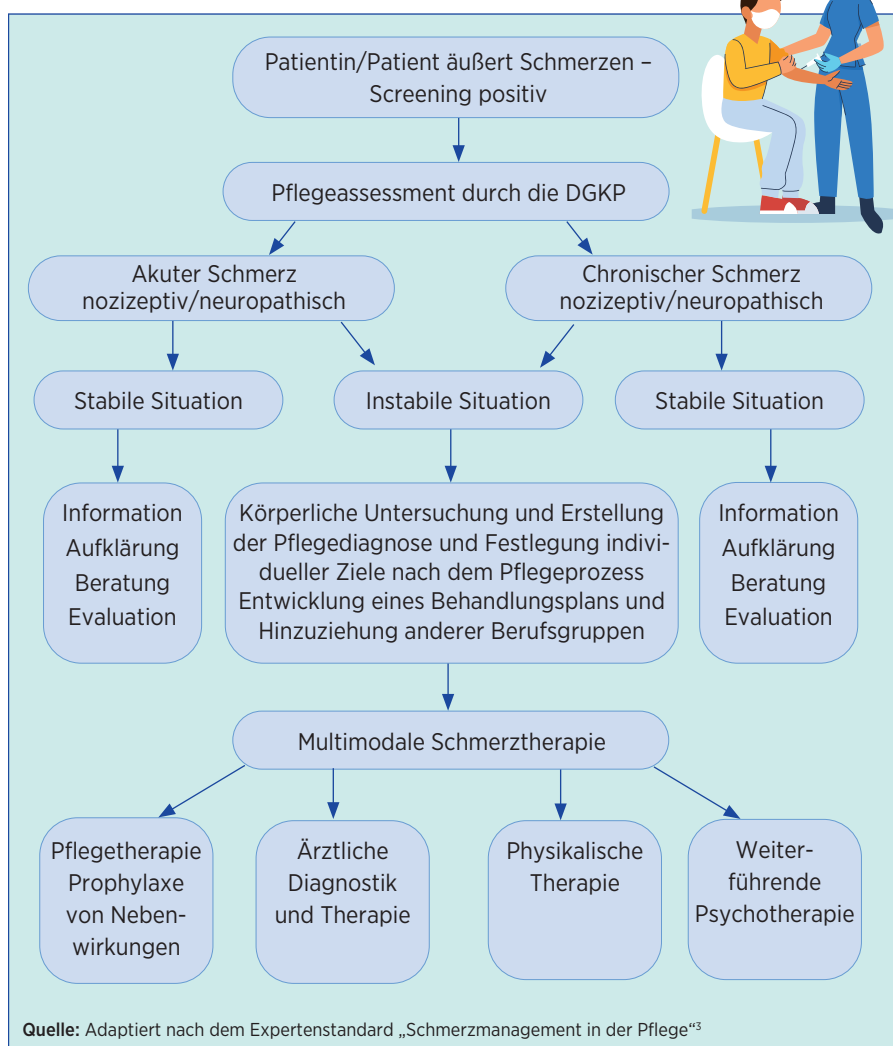 Patientin/Patient äußert Schmerzen –
Screening positiv
Pflegeassessment durch die DGKP
Akuter Schmerz
nozizeptiv/neuropathisch
Chronischer Schmerz
nozizeptiv/neuropathisch
Stabile Situation
Instabile Situation
Stabile Situation
Information
Aufklärung
Beratung
Evaluation
Körperliche Untersuchung und Erstellung
der Pflegediagnose und Festlegung indivi-
dueller Ziele nach dem Pflegeprozess
Entwicklung eines Behandlungsplans und
Hinzuziehung anderer Berufsgruppen
Information
Aufklärung
Beratung
Evaluation
Multimodale Schmerztherapie
Pflegetherapie
Prophylaxe
von Neben-
wirkungen
Ärztliche
Diagnostik
und Therapie
Physikalische
Therapie
Weiter-
führende
Psychotherapie
Quelle: Adaptiert nach dem Expertenstandard „Schmerzmanagement in der Pflege“³